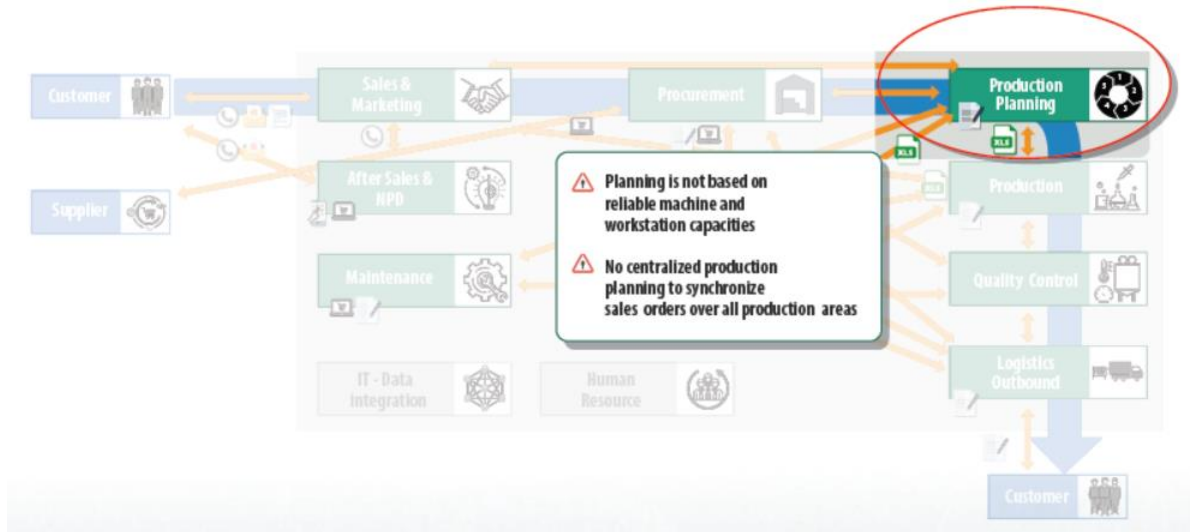 Customer
Sales &
Marketing
Procurement
Production
Planning
XLS
XLS
Supplier
After Sales &
NPD
Planning is not based on
reliable machine and
workstation capacities
No centralized production
planning to synchronize
sales orders over all production areas
XLS
Production
Maintenance
Quality Control
IT - Data
integration
Human
Resource
Logistics
Outbound
Customer